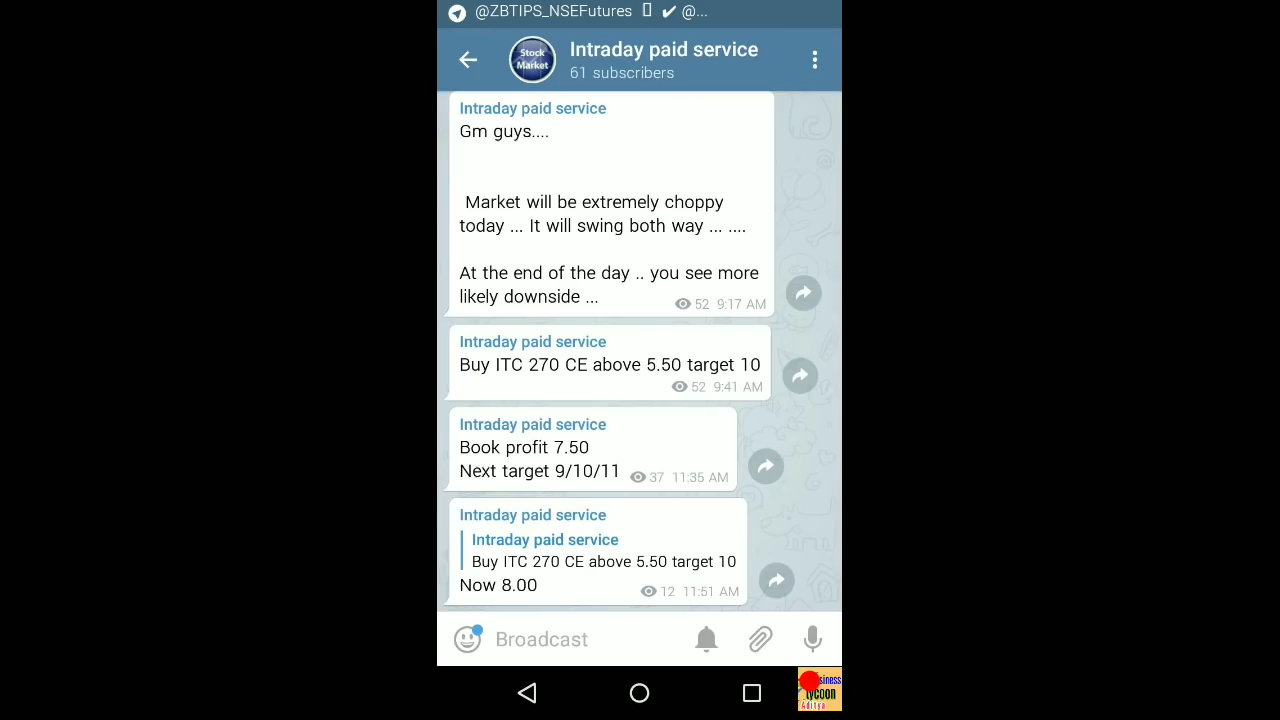 @ZBTIPS_NSEFutures ✔ @...
Stock
Market
Intraday paid service
61 subscribers
Intraday paid service
Gm guys....
Market will be extremely choppy
today ... It will swing both way ... ....
At the end of the day .. you see more
likely downside ...
52 9:17 AM
Intraday paid service
Buy ITC 270 CE above 5.50 target 10
52 9:41 AM
Intraday paid service
Book profit 7.50
Next target 9/10/11
37 11:35 AM
Intraday paid service
Intraday paid service
Buy ITC 270 CE above 5.50 target 10
Now 8.00
12 11:51 AM
Broadcast
tycoon
Aditya